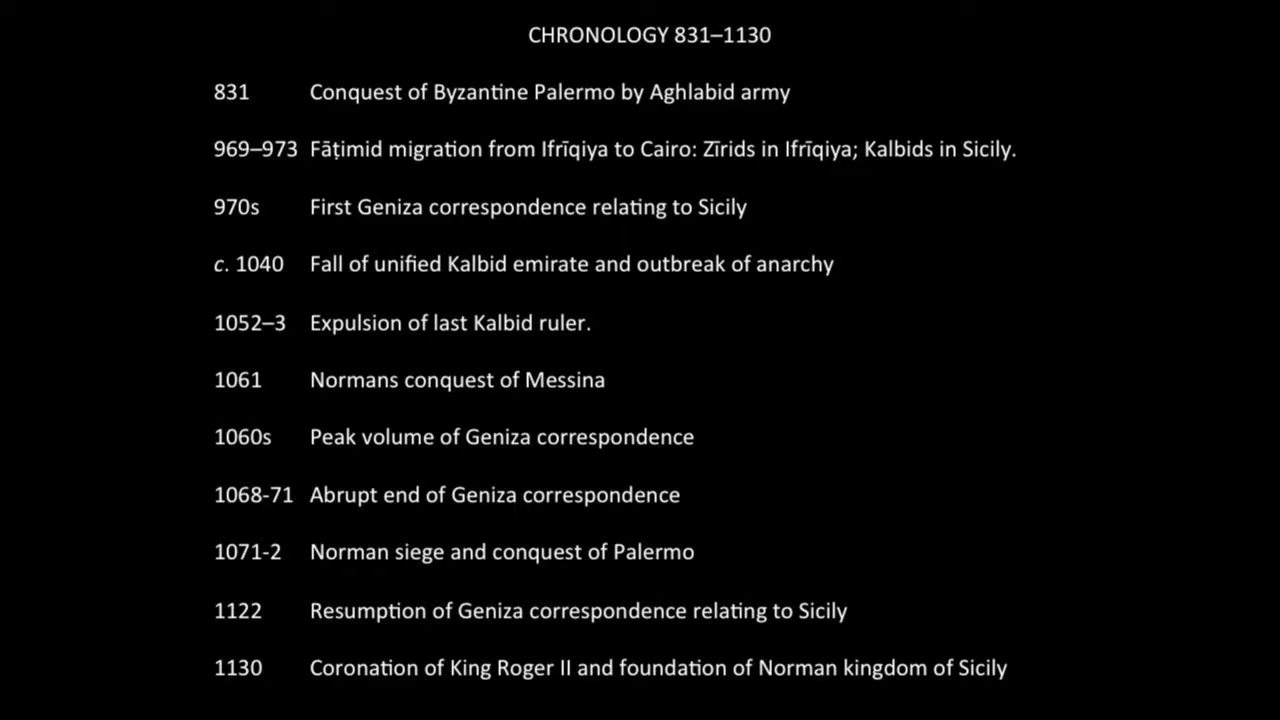 CHRONOLOGY 831–1130
831 Conquest of Byzantine Palermo by Aghlabid army
969–973 Fāṭimid migration from Ifrīqiya to Cairo: Zīrids in Ifrīqiya; Kalbids in Sicily.
970s First Geniza correspondence relating to Sicily
c. 1040 Fall of unified Kalbid emirate and outbreak of anarchy
1052–3 Expulsion of last Kalbid ruler.
1061 Normans conquest of Messina
1060s Peak volume of Geniza correspondence
1068-71 Abrupt end of Geniza correspondence
1071-2 Norman siege and conquest of Palermo
1122 Resumption of Geniza correspondence relating to Sicily
1130 Coronation of King Roger II and foundation of Norman kingdom of Sicily